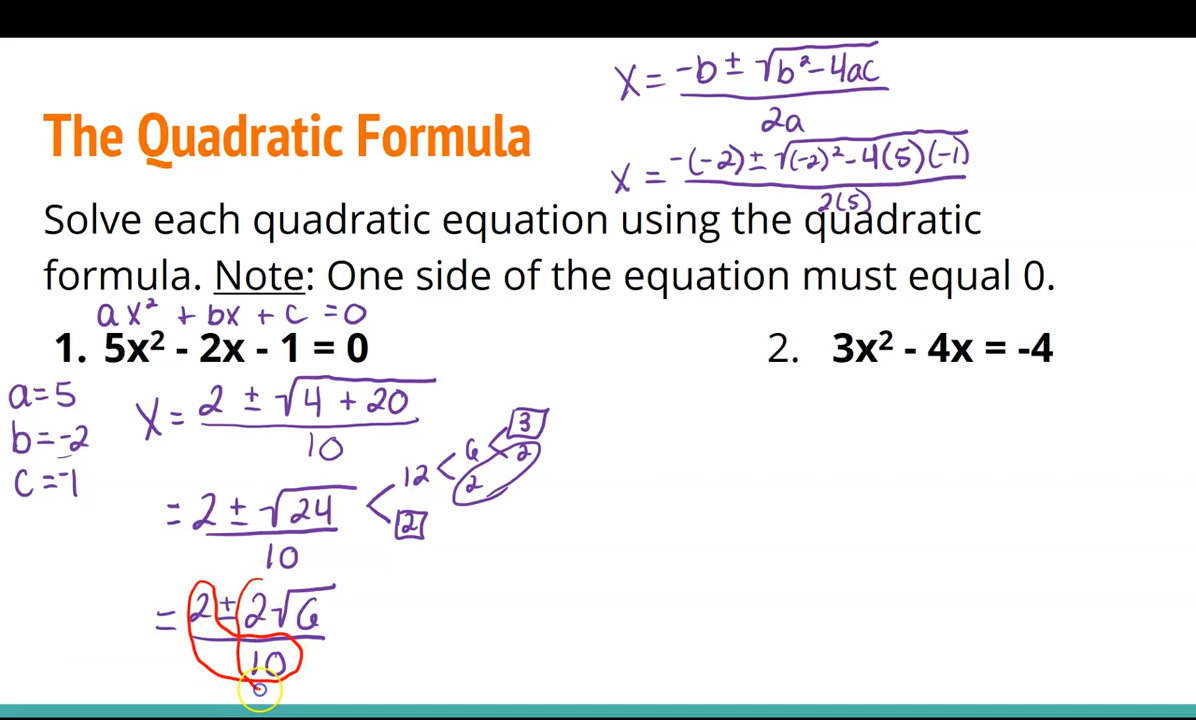 x = -b ± √b² - 4ac
2a
The Quadratic Formula
x = -(-2) ± √(-2)² - 4(5)(-1)
2(5)
Solve each quadratic equation using the quadratic
formula. Note: One side of the equation must equal 0.
ax² + bx + c = 0
1. 5x² - 2x - 1 = 0
2. 3x² - 4x = -4
a=5
b=-2
c=-1
x = 2 ± √4 + 20
10
= 2 ± √24
10
12
2
6
2
3
2
= 2 ± 2√6
10